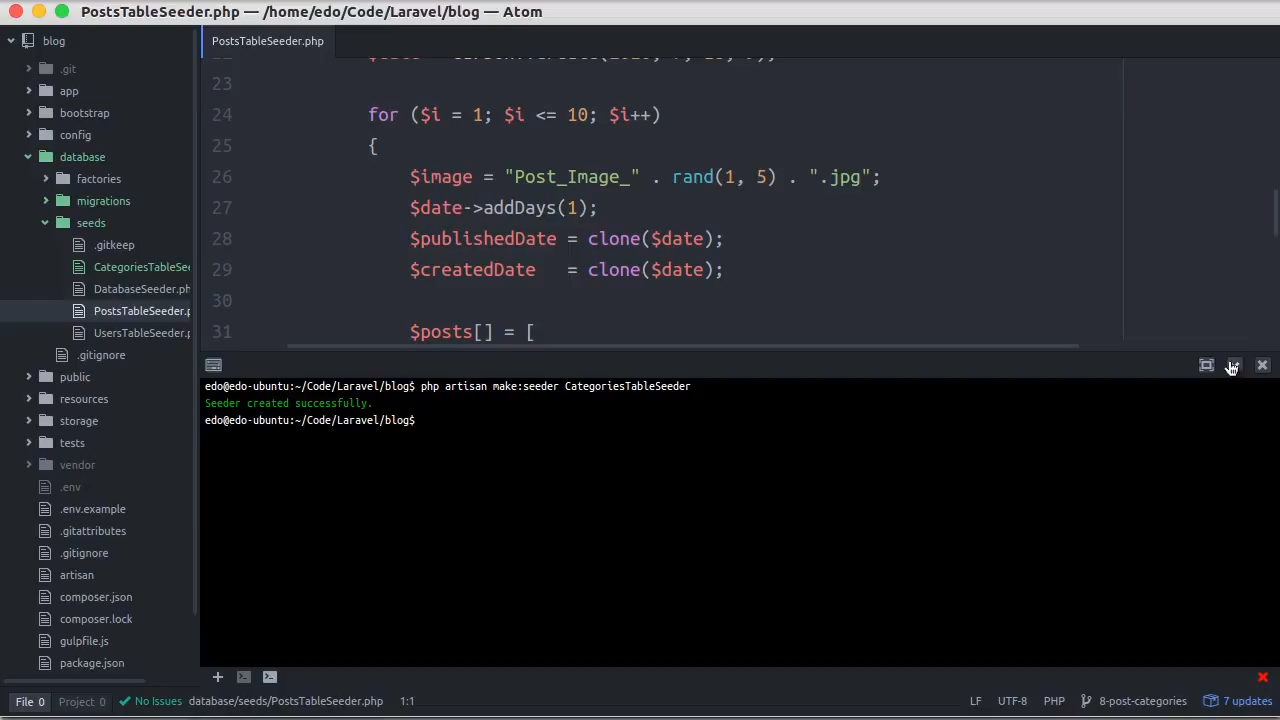 PostsTableSeeder.php — /home/edo/Code/Laravel/blog — Atom
blog
.git
app
bootstrap
config
database
factories
migrations
seeds
.gitkeep
CategoriesTableSee
DatabaseSeeder.ph
PostsTableSeeder.p
UsersTableSeeder.p
.gitignore
public
resources
storage
tests
vendor
.env
.env.example
.gitattributes
.gitignore
artisan
composer.json
composer.lock
gulpfile.js
package.json
PostsTableSeeder.php
23
24 for ($i = 1; $i <= 10; $i++)
25 {
26 $image = "Post_Image_" . rand(1, 5) . ".jpg";
27 $date->addDays(1);
28 $publishedDate = clone($date);
29 $createdDate   = clone($date);
30
31 $posts[] = [
edo@edo-ubuntu:~/Code/Laravel/blog$ php artisan make:seeder CategoriesTableSeeder
Seeder created successfully.
edo@edo-ubuntu:~/Code/Laravel/blog$
File 0 Project 0 No Issues database/seeds/PostsTableSeeder.php 1:1 LF UTF-8 PHP 8-post-categories 7 updates